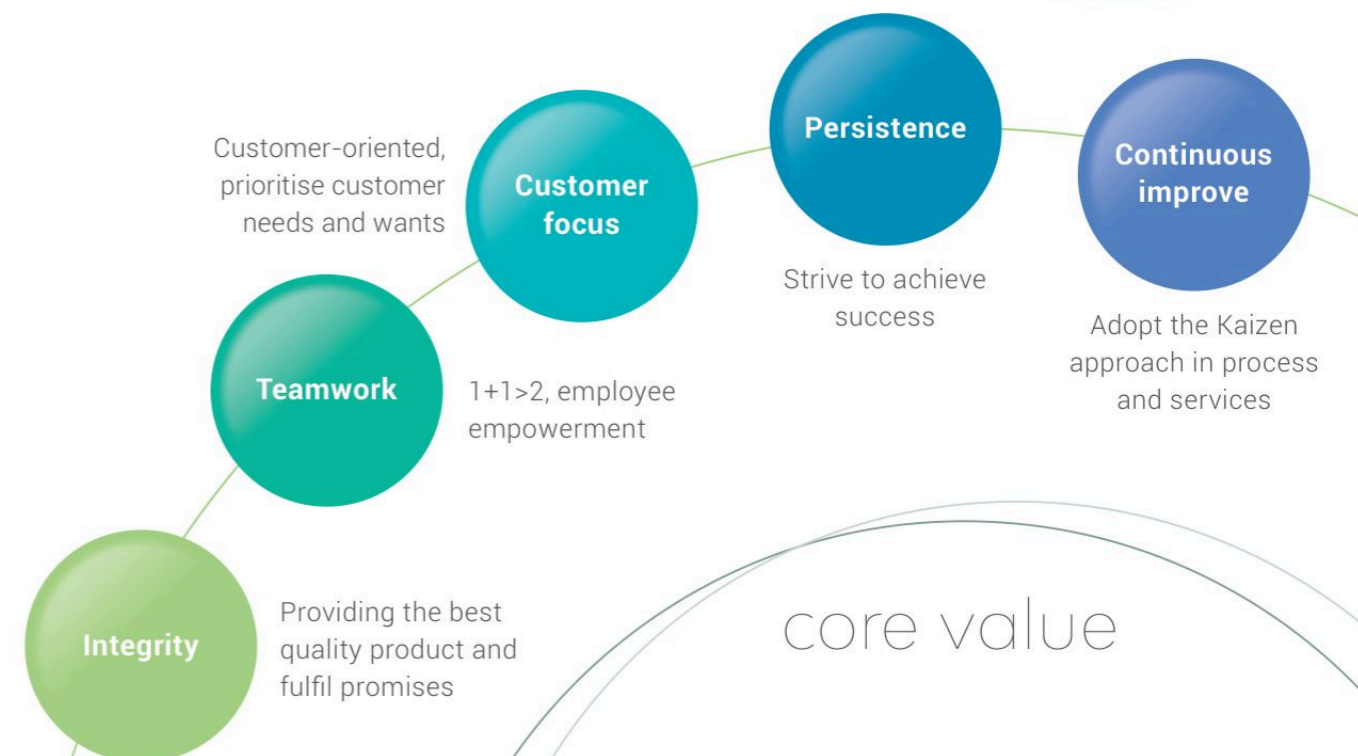 Persistence
Continuous
improve
Customer-oriented,
prioritise customer
needs and wants
Customer
focus
Strive to achieve
success
Adopt the Kaizen
approach in process
and services
Teamwork
1+1>2, employee
empowerment
Integrity
Providing the best
quality product and
fulfil promises
core value